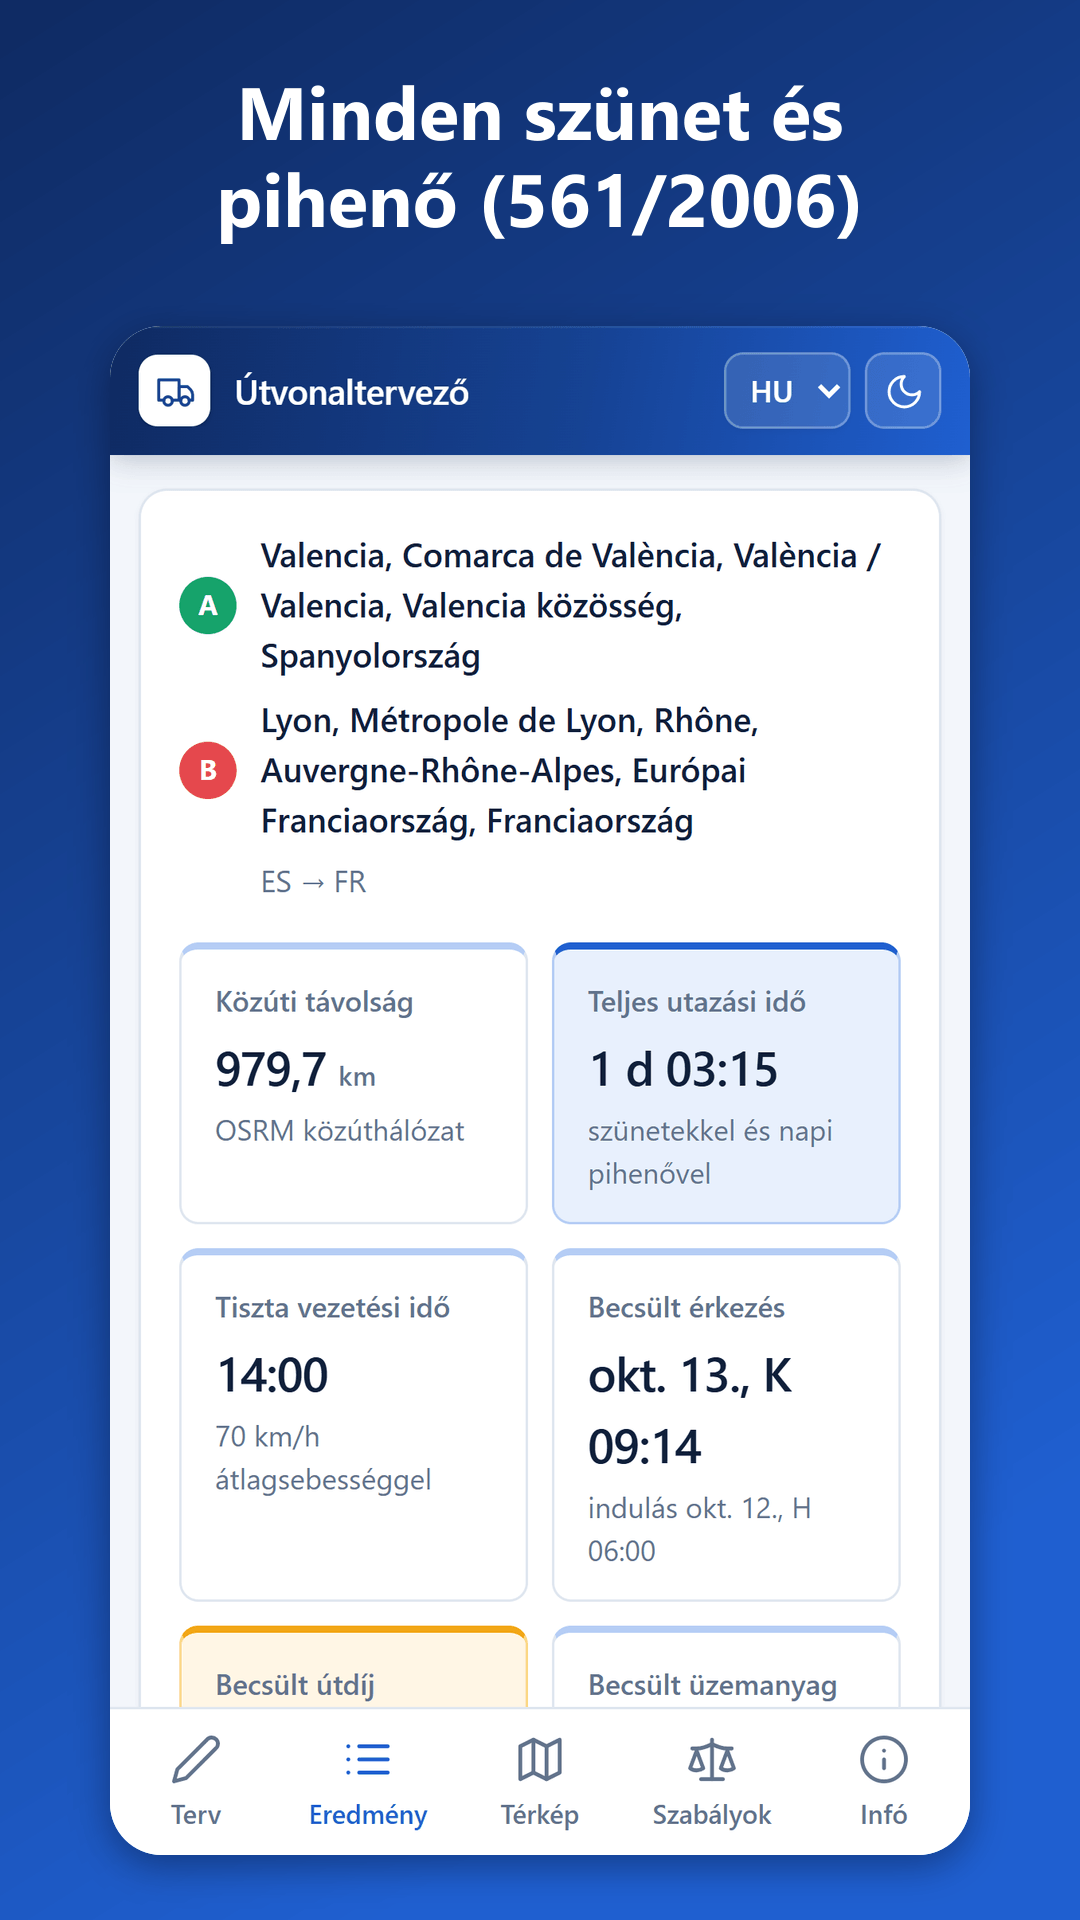 Minden szünet és
pihenő (561/2006)
Útvonaltervező
HU
A
Valencia, Comarca de València, València /
Valencia, Valencia közösség,
Spanyolország
B
Lyon, Métropole de Lyon, Rhône,
Auvergne-Rhône-Alpes, Európai
Franciaország, Franciaország
ES → FR
Közúti távolság
979,7 km
OSRM közúthálózat
Teljes utazási idő
1 d 03:15
szünetekkel és napi
pihenővel
Tiszta vezetési idő
14:00
70 km/h
átlagsebességgel
Becsült érkezés
okt. 13., K
09:14
indulás okt. 12., H
06:00
Becsült útdíj
Becsült üzemanyag
Terv
Eredmény
Térkép
Szabályok
Infó